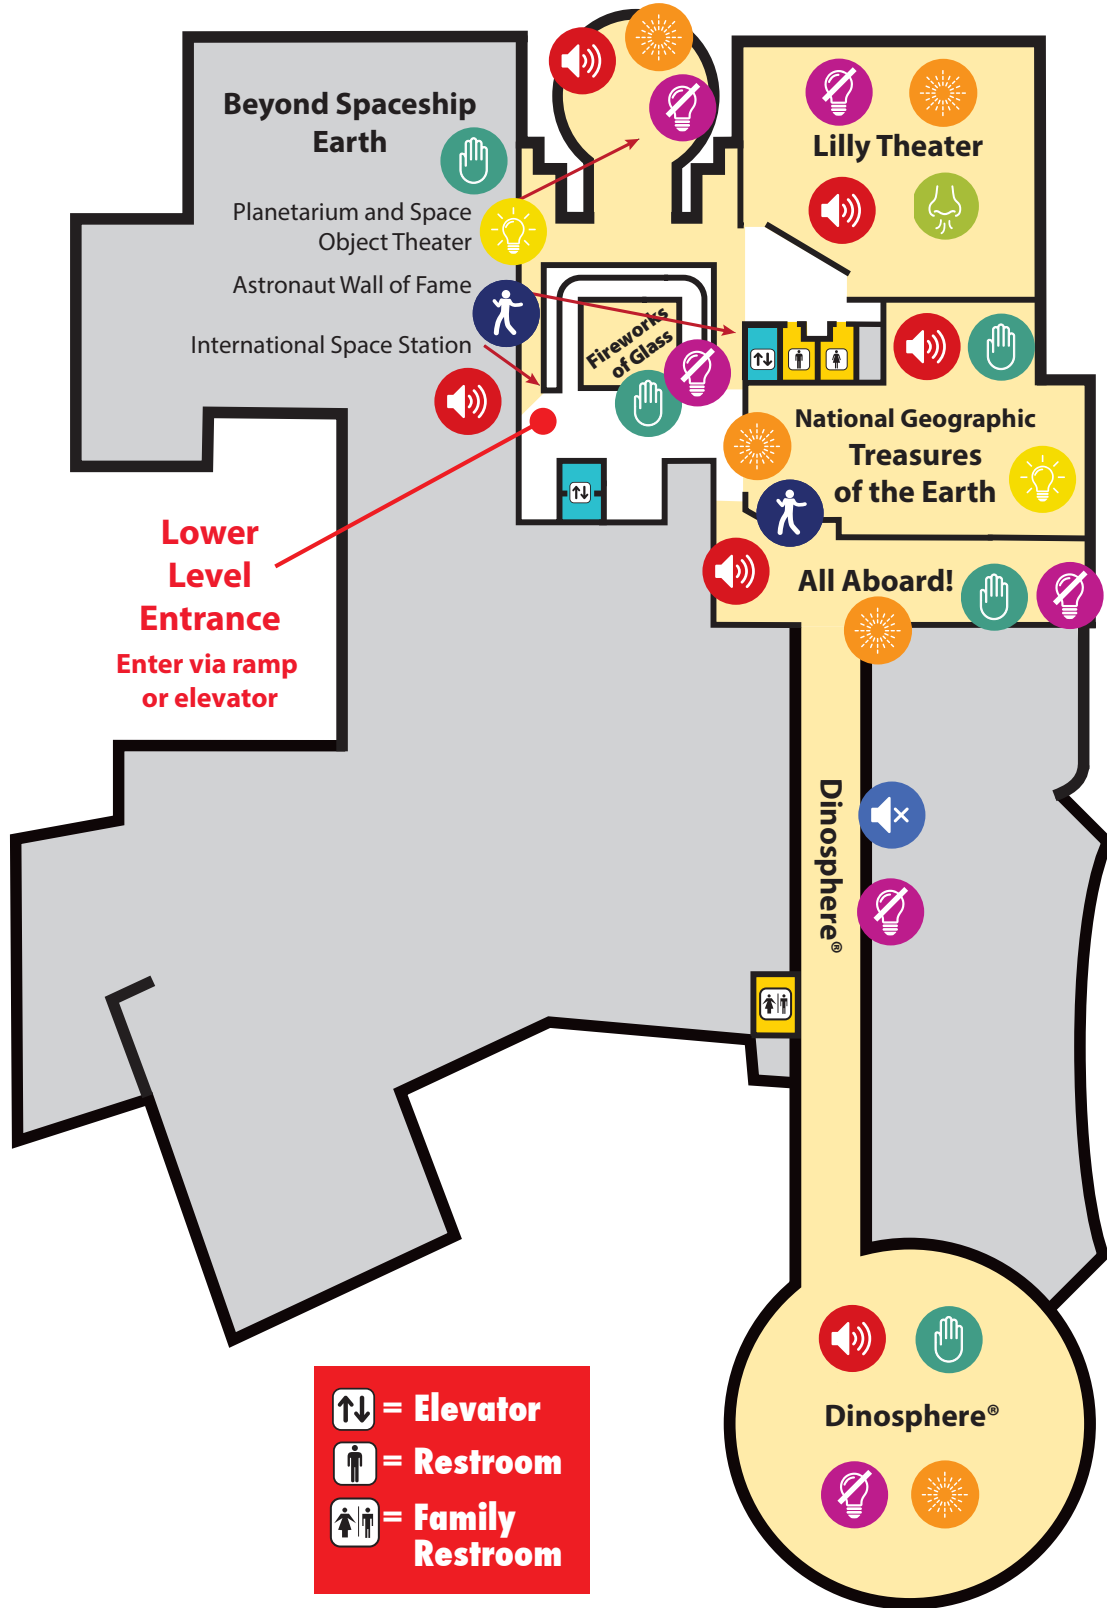 Beyond Spaceship
Earth
Planetarium and Space
Object Theater
Astronaut Wall of Fame
International Space Station
Lilly Theater
Fireworks
of Glass
National Geographic
Treasures
of the Earth
All Aboard!
Lower
Level
Entrance
Enter via ramp
or elevator
Dinosphere®
Dinosphere®
= Elevator
= Restroom
= Family
Restroom